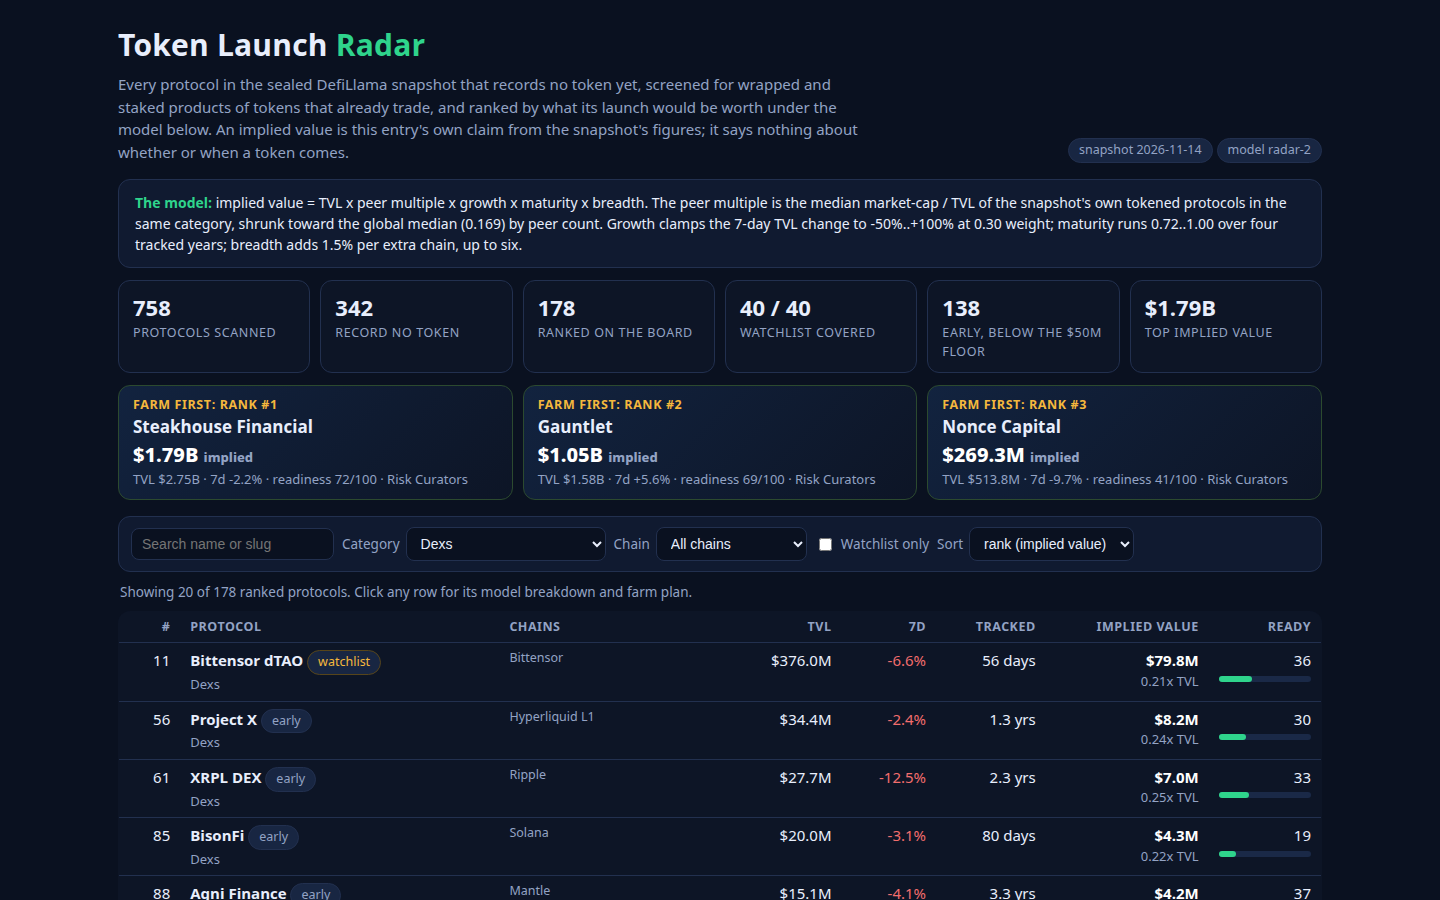 Token Launch Radar
Every protocol in the sealed DefiLlama snapshot that records no token yet, screened for wrapped and
staked products of tokens that already trade, and ranked by what its launch would be worth under the
model below. An implied value is this entry's own claim from the snapshot's figures; it says nothing about
whether or when a token comes.
snapshot 2026-11-14 model radar-2
The model: implied value = TVL x peer multiple x growth x maturity x breadth. The peer multiple is the median market-cap / TVL of the snapshot's own tokened protocols in the
same category, shrunk toward the global median (0.169) by peer count. Growth clamps the 7-day TVL change to -50%..+100% at 0.30 weight; maturity runs 0.72..1.00 over four
tracked years; breadth adds 1.5% per extra chain, up to six.
758
PROTOCOLS SCANNED
342
RECORD NO TOKEN
178
RANKED ON THE BOARD
40 / 40
WATCHLIST COVERED
138
EARLY, BELOW THE $50M
FLOOR
$1.79B
TOP IMPLIED VALUE
FARM FIRST: RANK #1
Steakhouse Financial
$1.79B implied
TVL $2.75B · 7d -2.2% · readiness 72/100 · Risk Curators
FARM FIRST: RANK #2
Gauntlet
$1.05B implied
TVL $1.58B · 7d +5.6% · readiness 69/100 · Risk Curators
FARM FIRST: RANK #3
Nonce Capital
$269.3M implied
TVL $513.8M · 7d -9.7% · readiness 41/100 · Risk Curators
Search name or slug Category Dexs Chain All chains Watchlist only Sort rank (implied value)
Showing 20 of 178 ranked protocols. Click any row for its model breakdown and farm plan.
# PROTOCOL CHAINS TVL 7D TRACKED IMPLIED VALUE READY
11 Bittensor dTAO watchlist Bittensor $376.0M -6.6% 56 days $79.8M 36
Dexs 0.21x TVL
56 Project X early Hyperliquid L1 $34.4M -2.4% 1.3 yrs $8.2M 30
Dexs 0.24x TVL
61 XRPL DEX early Ripple $27.7M -12.5% 2.3 yrs $7.0M 33
Dexs 0.25x TVL
85 BisonFi early Solana $20.0M -3.1% 80 days $4.3M 19
Dexs 0.22x TVL
88 Agni Finance early Mantle $15.1M -4.1% 3.3 yrs $4.2M 37